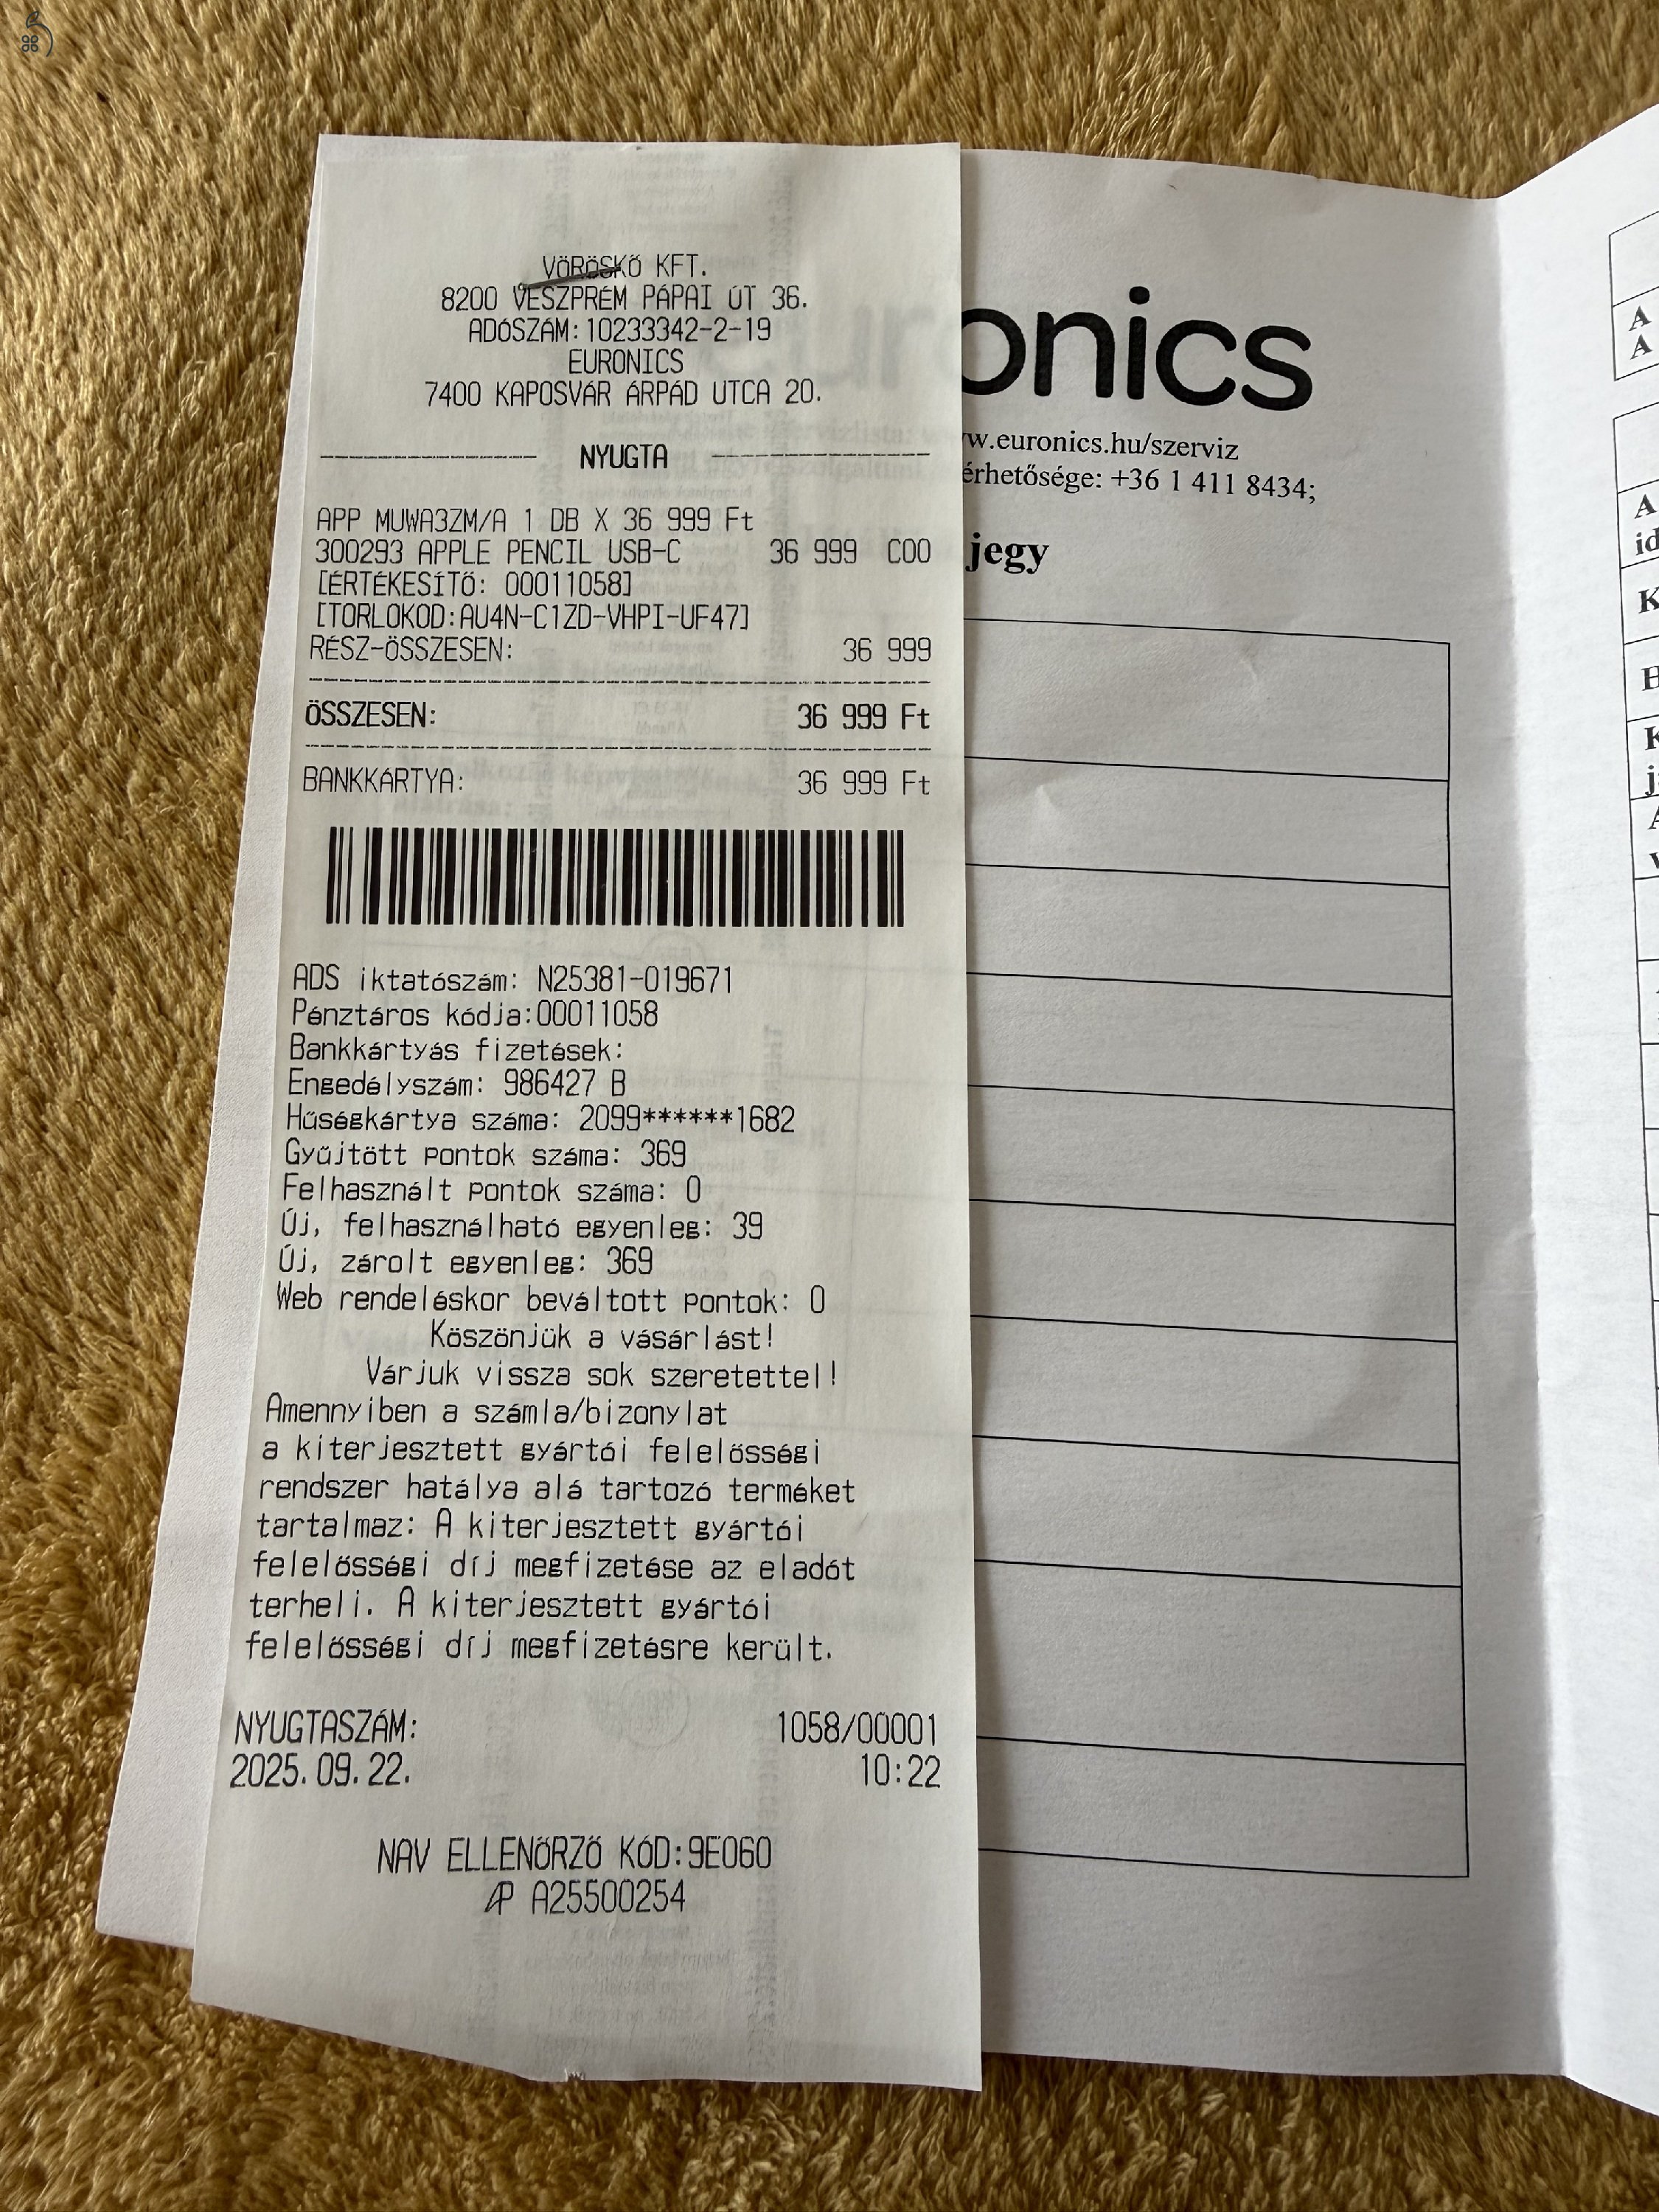 VÖRÖSKŐ KFT.
8200 VESZPRÉM PÁPAI ÚT 36.
ADÓSZÁM:10233342-2-19
EURONICS
7400 KAPOSVÁR ÁRPÁD UTCA 20.
NYUGTA
APP MUWA3ZM/A 1 DB X 36 999 Ft
300293 APPLE PENCIL USB-C 36 999 C00
[ÉRTÉKESÍTŐ: 00011058]
[TORLOKOD:AU4N-C1ZD-VHPI-UF47]
RÉSZ-ÖSSZESEN: 36 999
ÖSSZESEN: 36 999 Ft
BANKKÁRTYA: 36 999 Ft
ADS iktatószám: N25381-019671
Pénztáros kódja:00011058
Bankkártyás fizetések:
Engedélyszám: 986427 B
Hűségkártya száma: 2099******1682
Gyűjtött pontok száma: 369
Felhasznált pontok száma: 0
Új, felhasználható egyenleg: 39
Új, zárolt egyenleg: 369
Web rendeléskor beváltott pontok: 0
Köszönjük a vásárlást!
Várjuk vissza sok szeretettel!
Amennyiben a számla/bizonylat
a kiterjesztett gyártói felelősségi
rendszer hatálya alá tartozó terméket
tartalmaz: A kiterjesztett gyártói
felelősségi díj megfizetése az eladót
terheli. A kiterjesztett gyártói
felelősségi díj megfizetésre került.
NYUGTASZÁM: 1058/00001
2025.09.22. 10:22
NAV ELLENŐRZŐ KÓD:9E060
AP A25500254
onics
w.euronics.hu/szerviz
érhetősége: +36 1 411 8434;
jegy
A
A
A
id
K
H
K
j
A
v